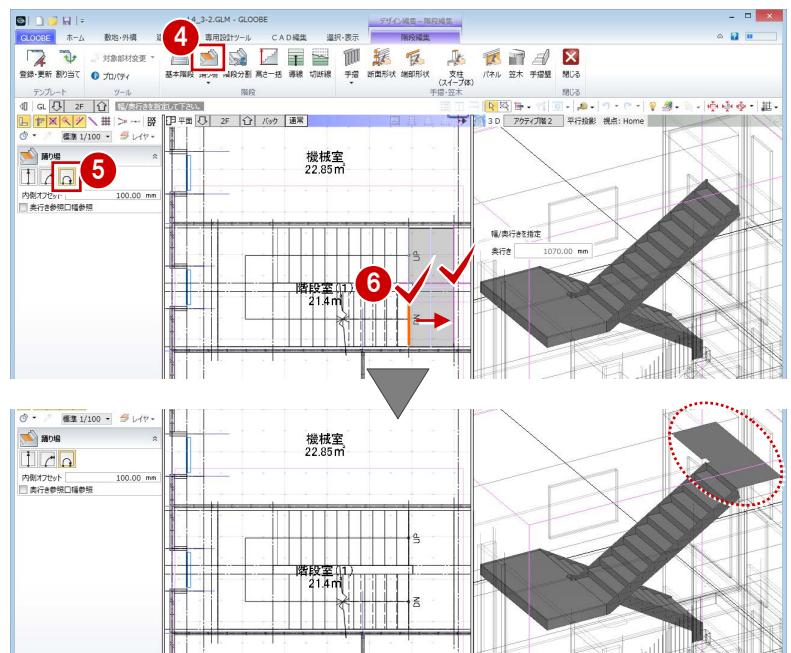 4_3-2.GLM - GLOOBE
デザイン編集 - 階段編集
GLOOBE ホーム 敷地・外構 専用設計ツール CAD編集 選択・表示 階段編集
4
登録・更新 割り当て 対象部材変更
プロパティ
基本階段 階段分割 高さ一括 導線 切断線 手摺 断面形状 端部形状 支柱 パネル 笠木 手摺壁 閉じる
(スイープ体)
テンプレート ツール 階段 手摺・笠木 閉じる
GL 2F 幅/奥行きを指定して下さい。
平面 2F バック 通常
3D アクティブ階2 平行投影 視点: Home
標準 1/100 レイヤ
踊り場
5
内側オフセット 100.00 mm
奥行き参照口幅参照
機械室
22.85㎡
UP
階段室(1)
21.4㎡
DN
6
幅/奥行きを指定
奥行き 1070.00 mm
標準 1/100 レイヤ
踊り場
内側オフセット 100.00 mm
奥行き参照口幅参照
機械室
22.85㎡
UP
階段室(1)
21.4㎡
DN